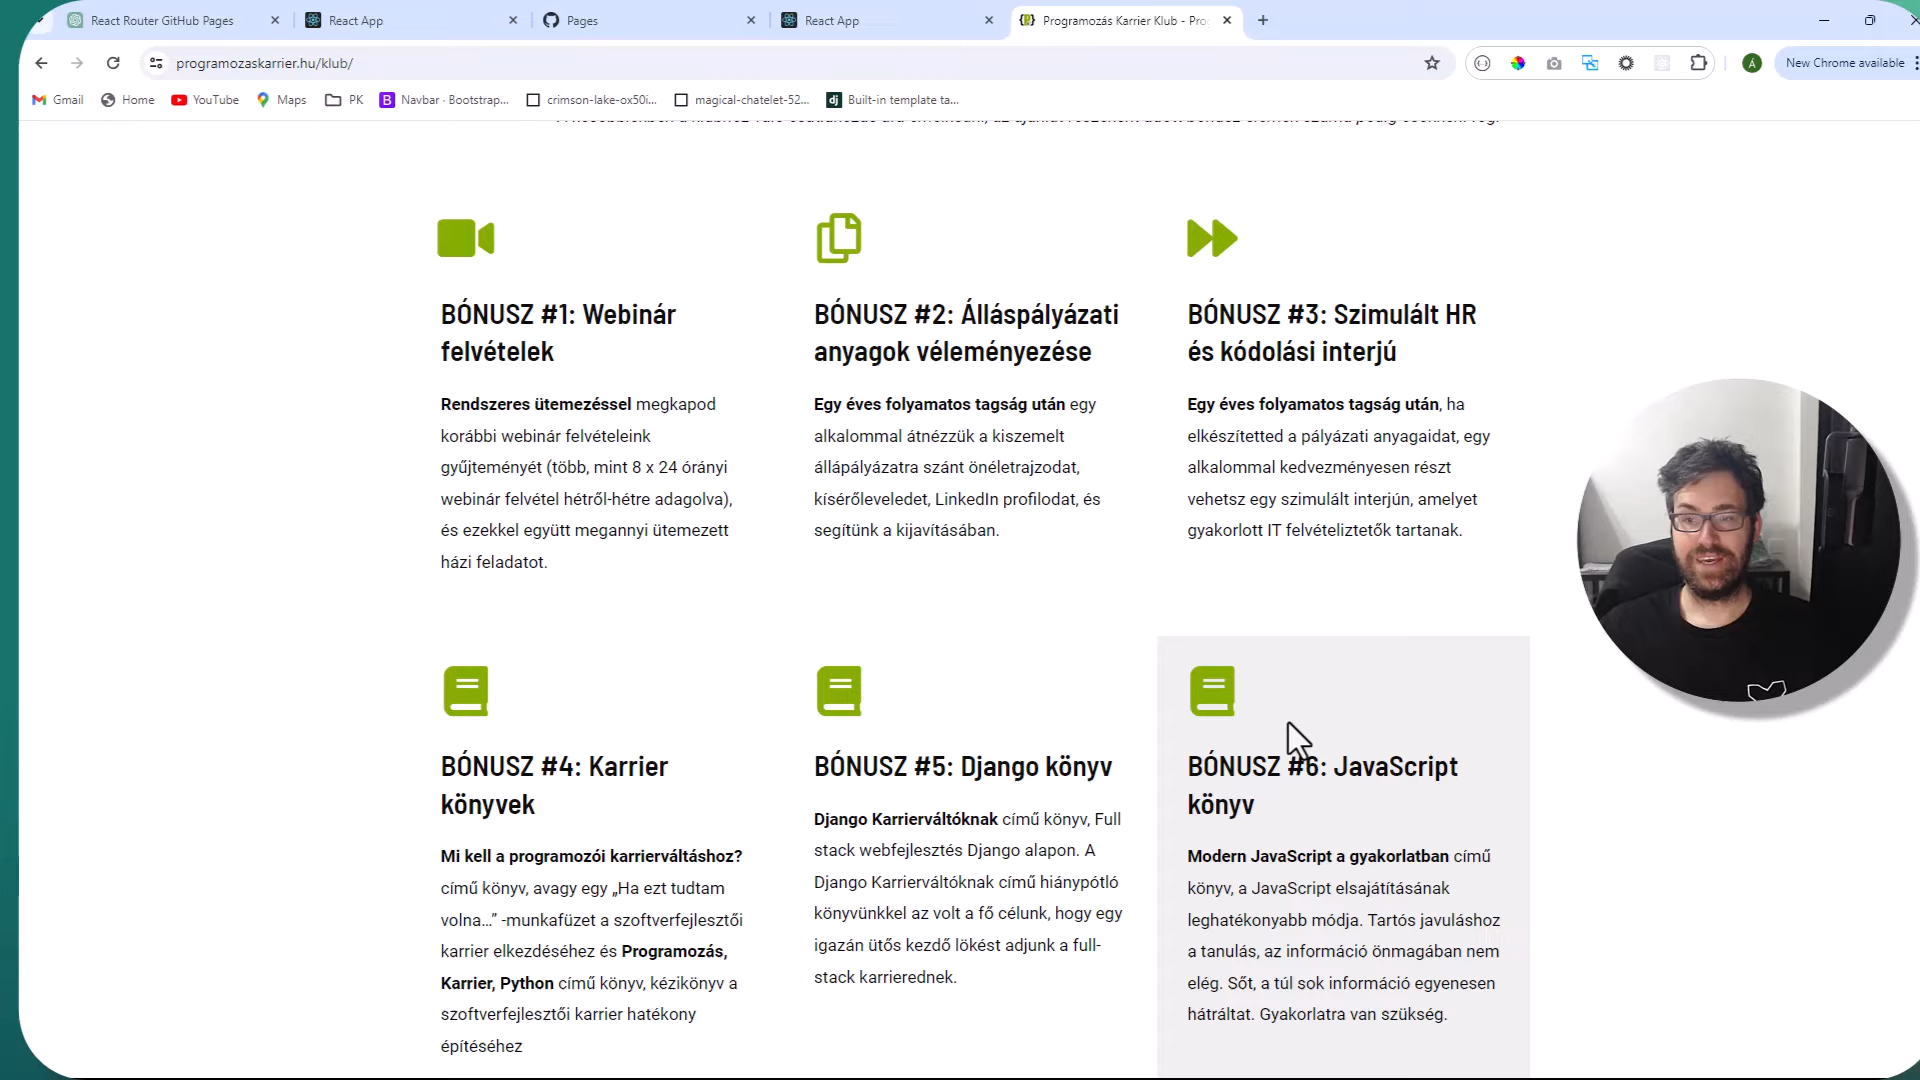 React Router GitHub Pages
React App
Pages
React App
Programozás Karrier Klub - Pro
programozaskarrier.hu/klub/
New Chrome available
Gmail
Home
YouTube
Maps
PK
Navbar · Bootstrap...
crimson-lake-ox50i...
magical-chatelet-52...
Built-in template ta...
BÓNUSZ #1: Webinár
felvételek
Rendszeres ütemezéssel megkapod
korábbi webinár felvételeink
gyűjteményét (több, mint 8 x 24 órányi
webinár felvétel hétről-hétre adagolva),
és ezekkel együtt megannyi ütemezett
házi feladatot.
BÓNUSZ #2: Álláspályázati
anyagok véleményezése
Egy éves folyamatos tagság után egy
alkalommal átnézzük a kiszemelt
állápályázatra szánt önéletrajzodat,
kísérőleveledet, LinkedIn profilodat, és
segítünk a kijavításában.
BÓNUSZ #3: Szimulált HR
és kódolási interjú
Egy éves folyamatos tagság után, ha
elkészítetted a pályázati anyagaidat, egy
alkalommal kedvezményesen részt
vehetsz egy szimulált interjún, amelyet
gyakorlott IT felvételiztetők tartanak.
BÓNUSZ #4: Karrier
könyvek
Mi kell a programozói karrierváltáshoz?
című könyv, avagy egy „Ha ezt tudtam
volna…” -munkafüzet a szoftverfejlesztői
karrier elkezdéséhez és Programozás,
Karrier, Python című könyv, kézikönyv a
szoftverfejlesztői karrier hatékony
építéséhez
BÓNUSZ #5: Django könyv
Django Karrierváltóknak című könyv, Full
stack webfejlesztés Django alapon. A
Django Karrierváltóknak című hiánypótló
könyvünkkel az volt a fő célunk, hogy egy
igazán ütős kezdő lökést adjunk a full-
stack karrierednek.
BÓNUSZ #6: JavaScript
könyv
Modern JavaScript a gyakorlatban című
könyv, a JavaScript elsajátításának
leghatékonyabb módja. Tartós javuláshoz
a tanulás, az információ önmagában nem
elég. Sőt, a túl sok információ egyenesen
hátráltat. Gyakorlatra van szükség.